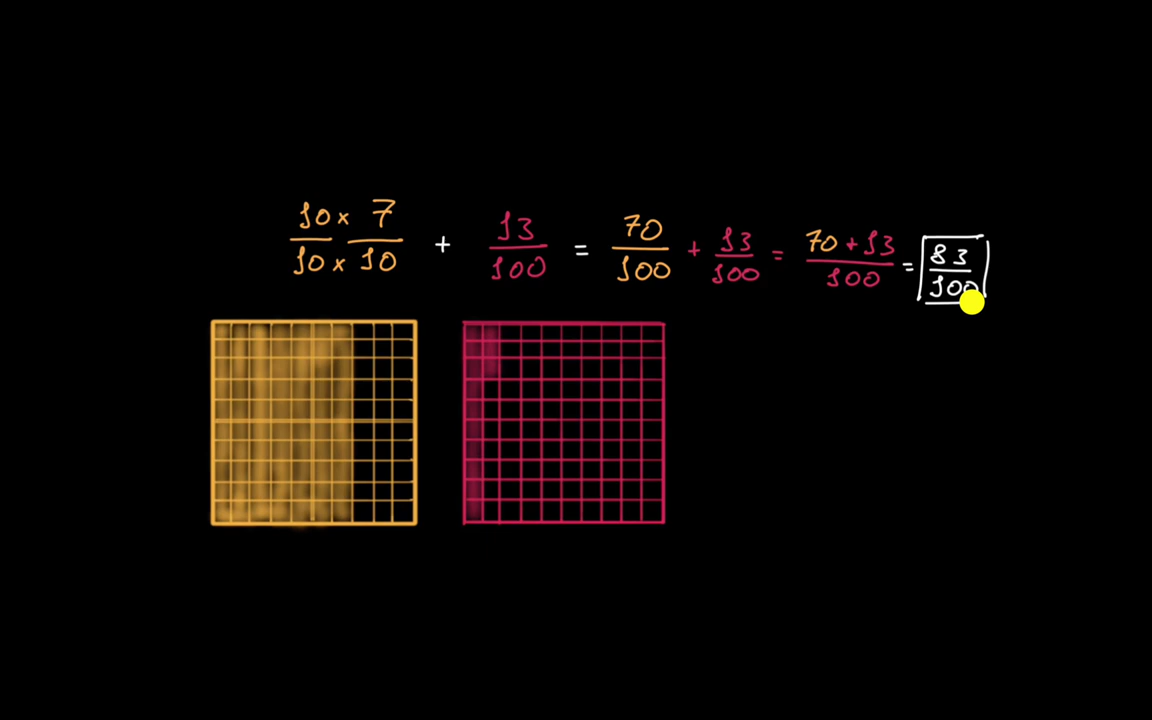 10 × 7 / 10 × 10 + 13/100 = 70/100 + 13/100 = 70 + 13 / 100 = 83/100